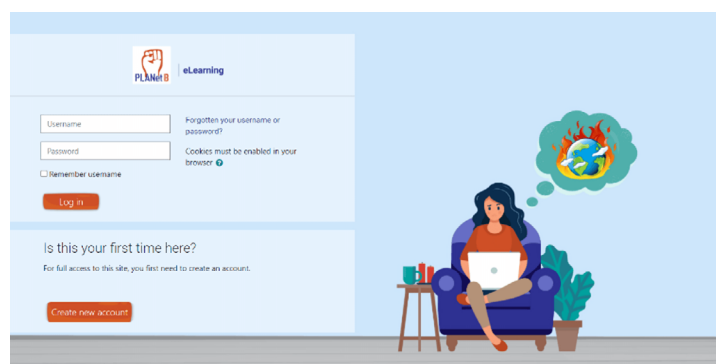 PLANet B
eLearning
Username
Forgotten your username or
password?
Password
Cookies must be enabled in your
browser
Remember username
Log in
Is this your first time here?
For full access to this site, you first need to create an account.
Create new account